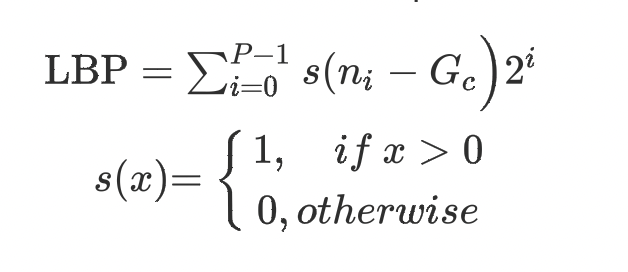 LBP = ∑_{i=0}^{P−1} s(n_i − G_c)2^i
s(x)= { 1, if x > 0
0, otherwise